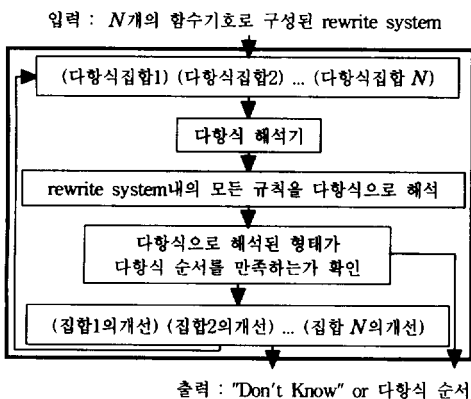 입력 : N개의 함수기호로 구성된 rewrite system
(다항식집합1) (다항식집합2) ... (다항식집합 N)
다항식 해석기
rewrite system내의 모든 규칙을 다항식으로 해석
다항식으로 해석된 형태가
다항식 순서를 만족하는가 확인
(집합1의개선) (집합2의개선) ... (집합 N의개선)
출력 : "Don't Know" or 다항식 순서